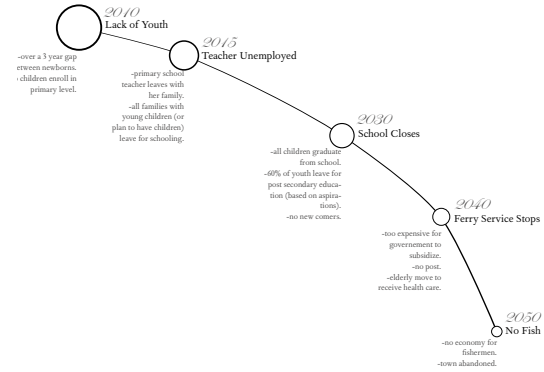 2010
Lack of Youth
-over a 3 year gap
etween newborns.
children enroll in
primary level.
2015
Teacher Unemployed
-primary school
teacher leaves with
her family.
-all families with
young children (or
plan to have children)
leave for schooling.
2030
School Closes
-all children graduate
from school.
-60% of youth leave for
post secondary educa-
tion (based on aspira-
tions).
-no new comers.
2040
Ferry Service Stops
-too expensive for
governement to
subsidize.
-no post.
-elderly move to
receive health care.
2050
No Fish
-no economy for
fishermen.
-town abandoned.